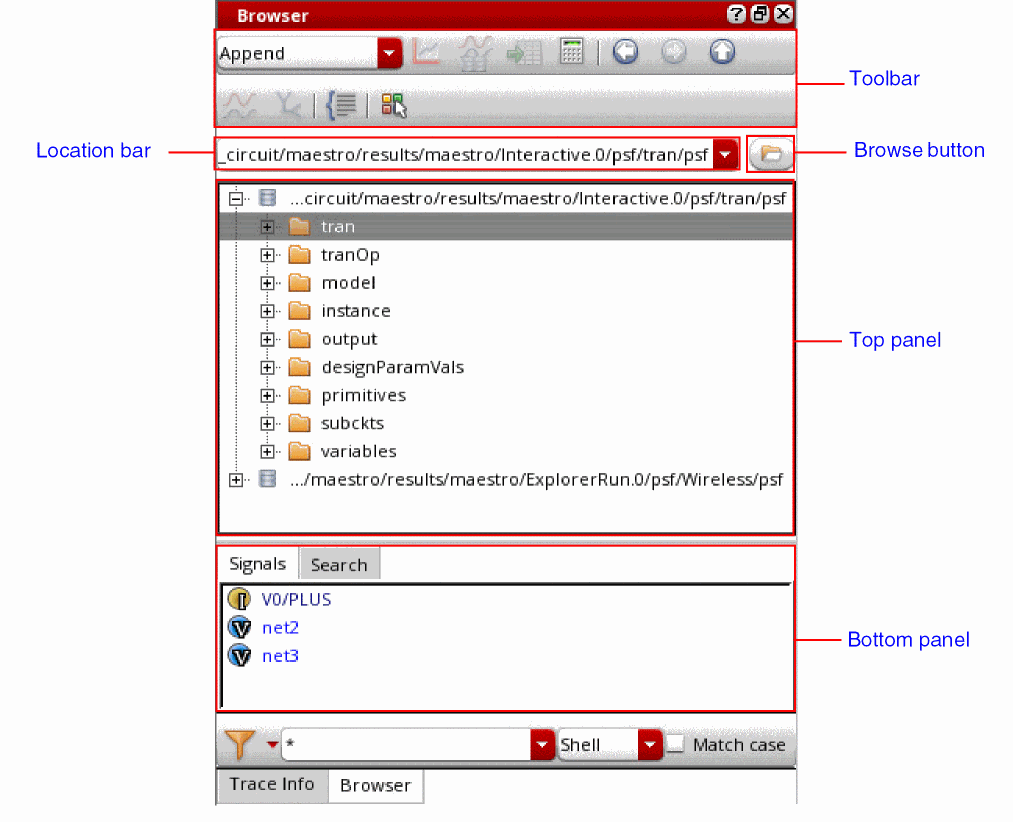 Browser
Append
Toolbar
Location bar
_circuit/maestro/results/maestro/Interactive.0/psf/tran/psf
Browse button
...circuit/maestro/results/maestro/Interactive.0/psf/tran/psf
tran
tranOp
model
instance
output
designParamVals
primitives
subckts
variables
.../maestro/results/maestro/ExplorerRun.0/psf/Wireless/psf
Top panel
Signals Search
V0/PLUS
net2
net3
Bottom panel
* Shell Match case
Trace Info Browser